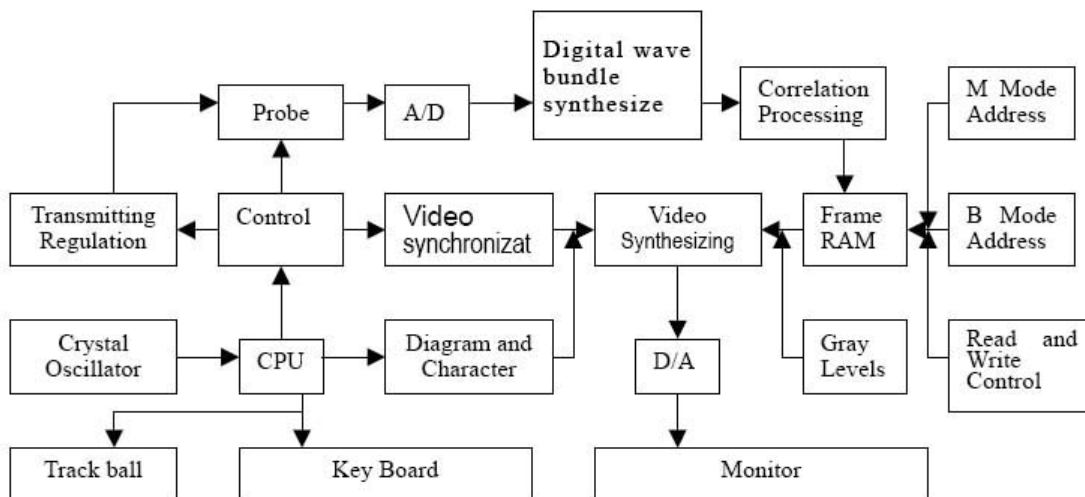 Probe
A/D
Digital wave
bundle
synthesize
Correlation
Processing
M Mode
Address
Transmitting
Regulation
Control
Video
synchronizat
Video
Synthesizing
Frame
RAM
B Mode
Address
Crystal
Oscillator
CPU
Diagram and
Character
D/A
Gray
Levels
Read and
Write
Control
Track ball
Key Board
Monitor